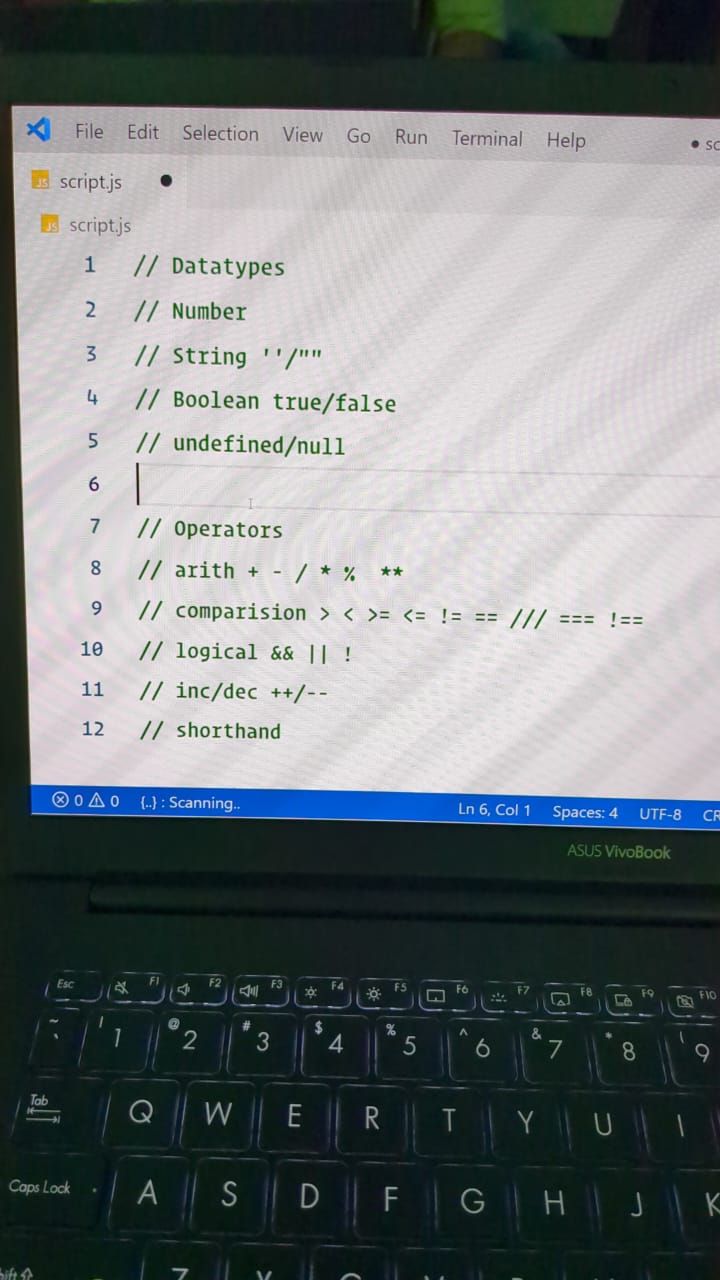 File Edit Selection View Go Run Terminal Help ● sc
JS script.js ●
JS script.js
1 // Datatypes
2 // Number
3 // String ''/""
4 // Boolean true/false
5 // undefined/null
6
7 // Operators
8 // arith + - / * % **
9 // comparision > < >= <= != == /// === !==
10 // logical && || !
11 // inc/dec ++/--
12 // shorthand
0 0 {..} : Scanning.. Ln 6, Col 1 Spaces: 4 UTF-8 CR
ASUS VivoBook
Esc F1 F2 F3 F4 F5 F6 F7 F8 F9 F10
~ ` ! 1 @ 2 # 3 $ 4 % 5 ^ 6 & 7 * 8 ( 9
Tab Q W E R T Y U I
Caps Lock A S D F G H J K